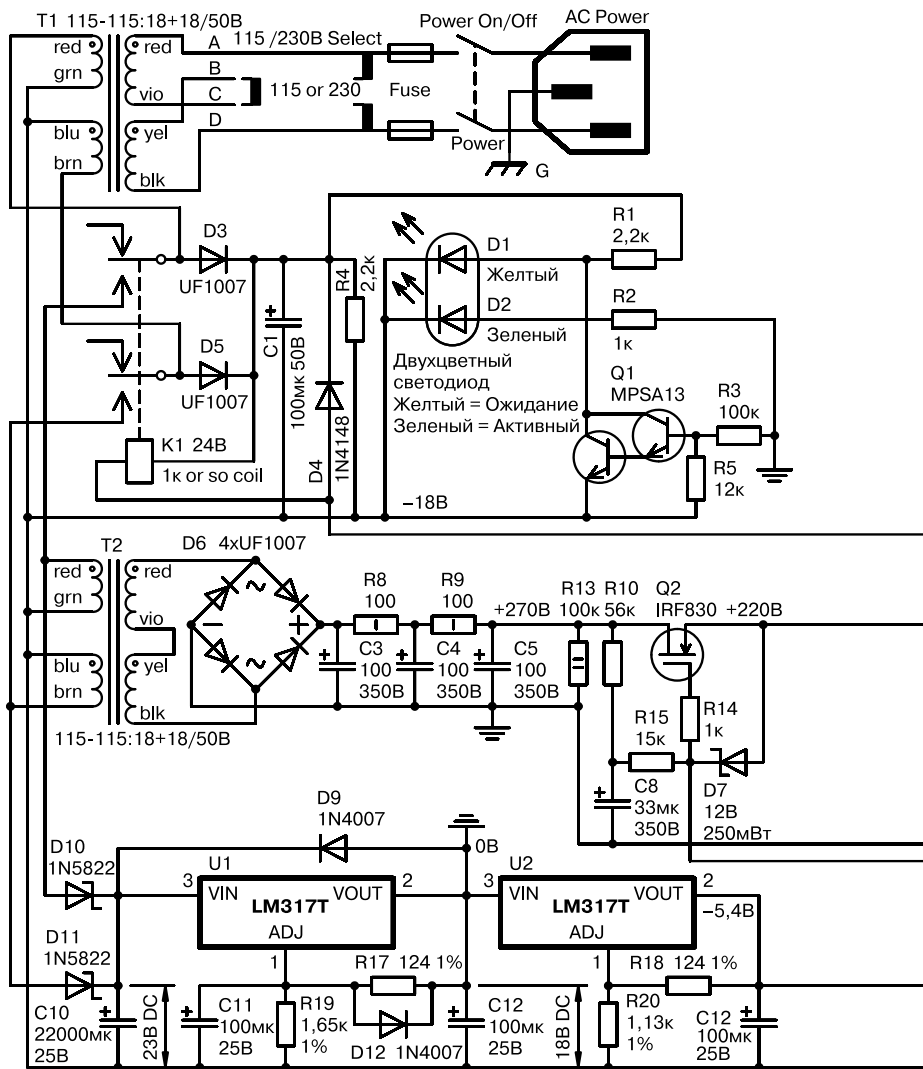 T1 115-115:18+18/50В
Power On/Off
AC Power
red
red
A
115 /230В Select
grn
B
vio
C
115 or 230
Fuse
blu
yel
D
brn
blk
Power
G
D3
UF1007
R4
2,2к
D1
Желтый
R1
2,2к
D2
Зеленый
R2
1к
C1
100мк 50В
D5
UF1007
Двухцветный
светодиод
Желтый = Ожидание
Зеленый = Активный
Q1
MPSA13
R3
100к
D4
1N4148
K1 24В
1к or so coil
R5
12к
−18В
T2
D6 4xUF1007
red
red
grn
vio
blu
yel
brn
blk
115-115:18+18/50В
~
~
−
+
R8
100
R9
100
+270В
R13
100к
R10
56к
Q2
IRF830
+220В
C3
100
350В
C4
100
350В
C5
100
350В
R15
15к
R14
1к
C8
33мк
350В
D7
12В
250мВт
D9
1N4007
0В
D10
1N5822
U1
U2
3
VIN
VOUT
2
LM317T
ADJ
1
3
VIN
VOUT
2
LM317T
ADJ
1
−5,4В
D11
1N5822
R17 124 1%
R18 124 1%
C10
22000мк
25В
23В DC
C11
100мк
25В
R19
1,65к
1%
D12 1N4007
C12
100мк
25В
18В DC
R20
1,13к
1%
C12
100мк
25В